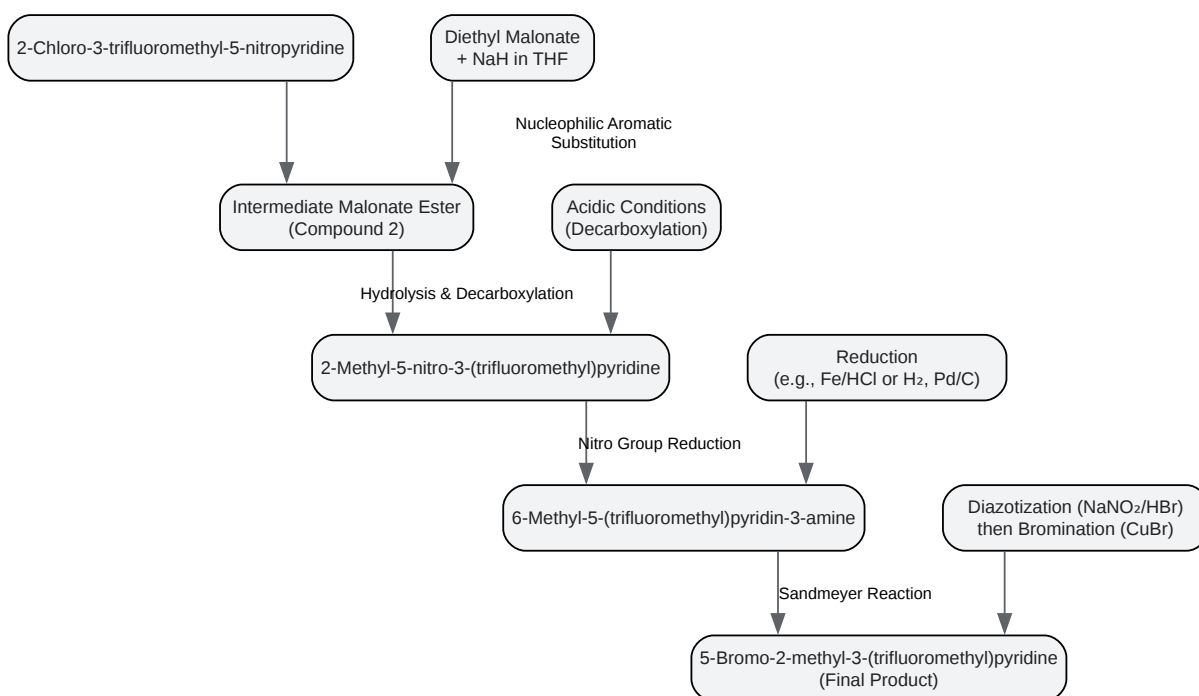 2-Chloro-3-trifluoromethyl-5-nitropyridine
Diethyl Malonate
+ NaH in THF
Nucleophilic Aromatic
Substitution
Intermediate Malonate Ester
(Compound 2)
Acidic Conditions
(Decarboxylation)
Hydrolysis & Decarboxylation
2-Methyl-5-nitro-3-(trifluoromethyl)pyridine
Reduction
(e.g., Fe/HCl or H₂, Pd/C)
Nitro Group Reduction
6-Methyl-5-(trifluoromethyl)pyridin-3-amine
Diazotization (NaNO₂/HBr)
then Bromination (CuBr)
Sandmeyer Reaction
5-Bromo-2-methyl-3-(trifluoromethyl)pyridine
(Final Product)